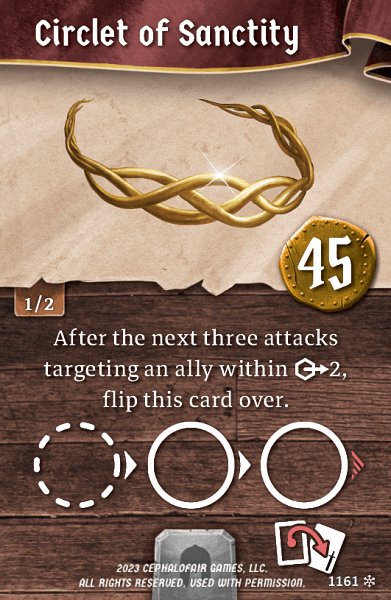 Circlet of Sanctity
45
1/2
After the next three attacks
targeting an ally within 2,
flip this card over.
2023 CEPHALOFAIR GAMES, LLC.
ALL RIGHTS RESERVED. USED WITH PERMISSION.
1161